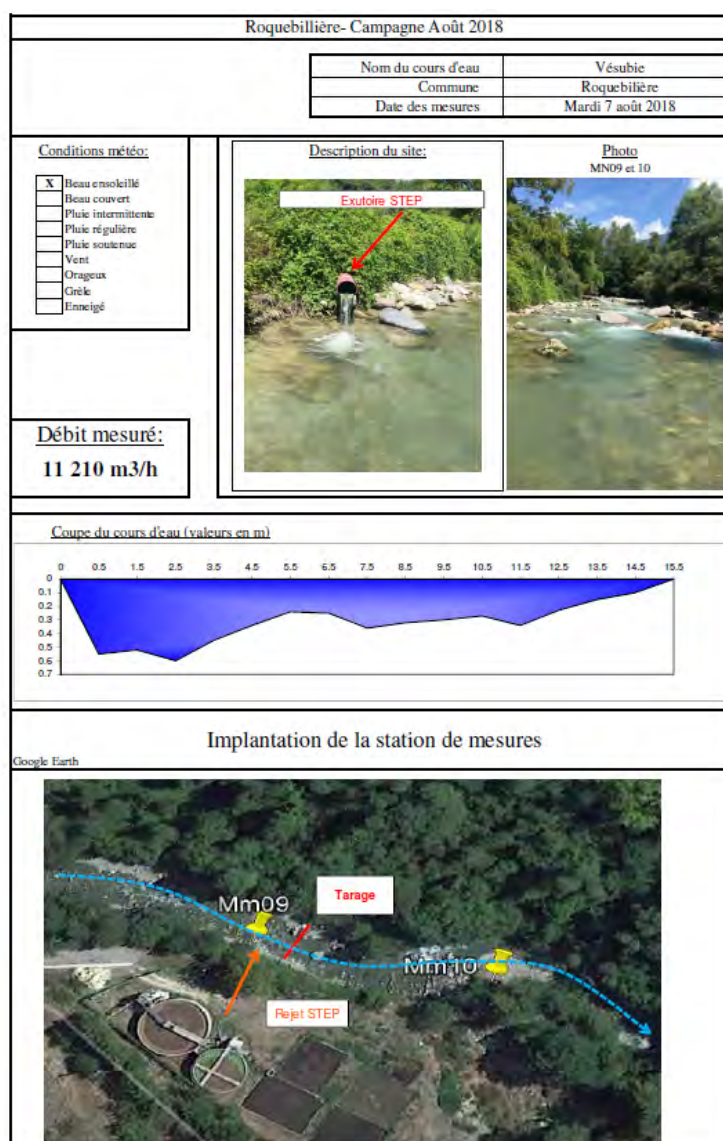 Roquebillière- Campagne Août 2018
Nom du cours d'eau Vésubie
Commune Roquebilière
Date des mesures Mardi 7 août 2018
Conditions météo:
X Beau ensoleillé
Beau couvert
Pluie intermittente
Pluie régulière
Pluie soutenue
Vent
Orageux
Grêle
Enneigé
Description du site:
Exutoire STEP
Photo
MN09 et 10
Débit mesuré:
11 210 m3/h
Coupe du cours d'eau (valeurs en m)
0 0.5 1.5 2.5 3.5 4.5 5.5 6.5 7.5 8.5 9.5 10.5 11.5 12.5 13.5 14.5 15.5
0
0.1
0.2
0.3
0.4
0.5
0.6
0.7
Implantation de la station de mesures
Google Earth
Mm09
Tarage
Mm10
Rejet STEP